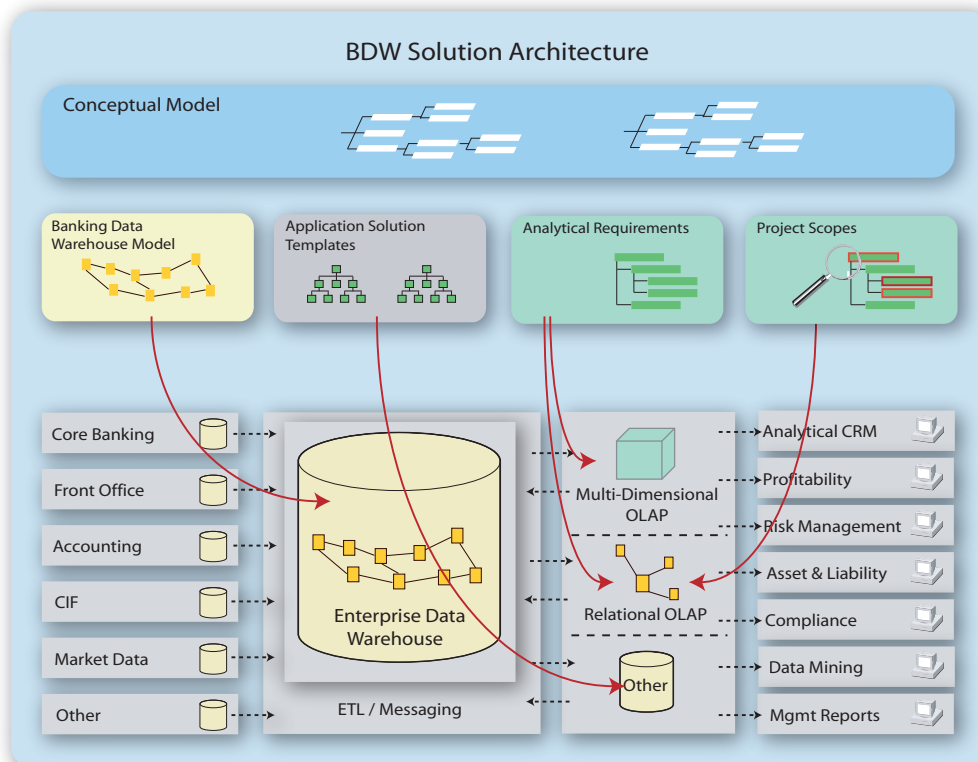 BDW Solution Architecture
Conceptual Model
Banking Data
Warehouse Model
Application Solution
Templates
Analytical Requirements
Project Scopes
Core Banking
Front Office
Accounting
CIF
Market Data
Other
Enterprise Data
Warehouse
ETL / Messaging
Multi-Dimensional
OLAP
Relational OLAP
Other
Analytical CRM
Profitability
Risk Management
Asset & Liability
Compliance
Data Mining
Mgmt Reports